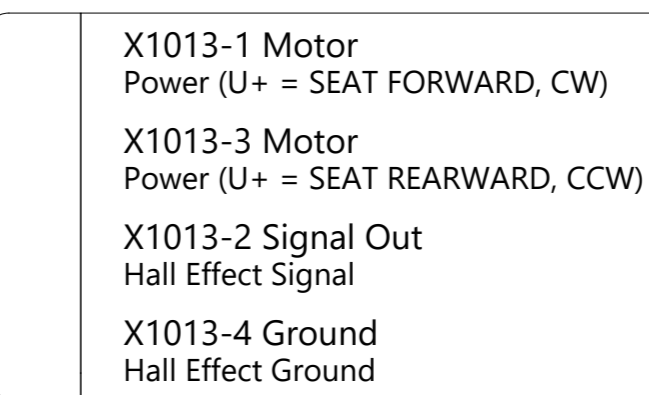 X1013-1 Motor
Power (U+ = SEAT FORWARD, CW)
X1013-3 Motor
Power (U+ = SEAT REARWARD, CCW)
X1013-2 Signal Out
Hall Effect Signal
X1013-4 Ground
Hall Effect Ground